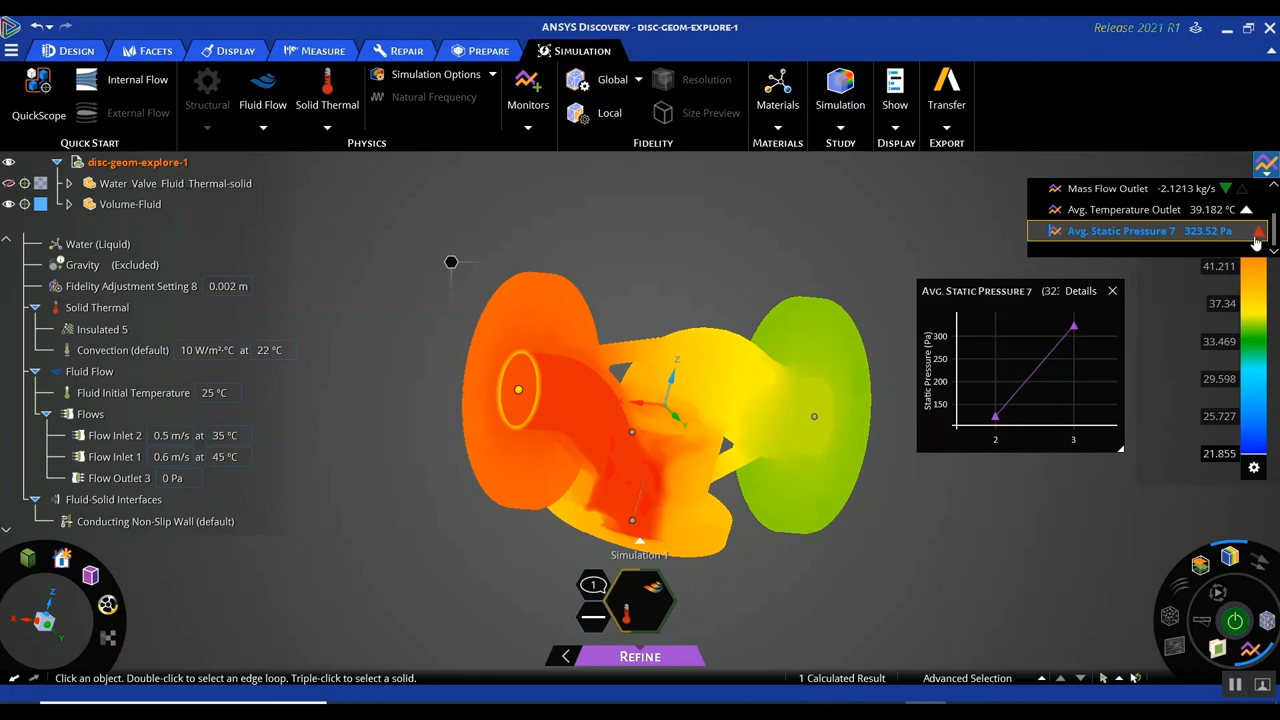 ANSYS DISCOVERY - DISC-GEOM-EXPLORE-1
Release 2021 R1
DESIGN FACETS DISPLAY MEASURE REPAIR PREPARE SIMULATION
Internal Flow
External Flow
QuickScope
Structural
Fluid Flow
Solid Thermal
Simulation Options
Natural Frequency
Monitors
Global
Local
Resolution
Size Preview
Materials
Simulation
Show
Transfer
QUICK START PHYSICS FIDELITY MATERIALS STUDY DISPLAY EXPORT
disc-geom-explore-1
Water Valve Fluid Thermal-solid
Volume-Fluid
Water (Liquid)
Gravity (Excluded)
Fidelity Adjustment Setting 8 0.002 m
Solid Thermal
Insulated 5
Convection (default) 10 W/m²·°C at 22 °C
Fluid Flow
Fluid Initial Temperature 25 °C
Flows
Flow Inlet 2 0.5 m/s at 35 °C
Flow Inlet 1 0.6 m/s at 45 °C
Flow Outlet 3 0 Pa
Fluid-Solid Interfaces
Conducting Non-Slip Wall (default)
Mass Flow Outlet -2.1213 kg/s
Avg. Temperature Outlet 39.182 °C
Avg. Static Pressure 7 323.52 Pa
41.211
37.34
33.469
29.598
25.727
21.855
AVG. STATIC PRESSURE 7 (323 Details
Static Pressure (Pa)
300
250
200
150
2 3
Z
Y
Simulation 1
1
REFINE
Z
X
Y
Click an object. Double-click to select an edge loop. Triple-click to select a solid.
1 Calculated Result
Advanced Selection